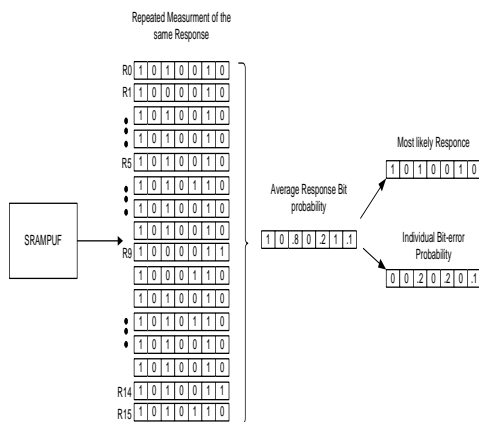 Repeated Measurment of the
same Response
R0 1 0 1 0 0 1 0
R1 1 0 0 0 0 1 0
1 0 1 0 0 1 0
1 0 1 0 0 1 0
R5 1 0 1 0 0 1 0
1 0 1 0 1 1 0
1 0 1 0 0 1 0
1 0 1 0 0 1 0
R9 1 0 0 0 0 1 1
1 0 0 0 1 1 0
1 0 1 0 0 1 0
1 0 1 0 1 1 0
1 0 1 0 0 1 0
1 0 1 0 0 1 0
R14 1 0 1 0 0 1 1
R15 1 0 1 0 1 1 0
SRAMPUF
Average Response Bit
probability
1 0 .8 0 .2 1 .1
Most likely Responce
1 0 1 0 0 1 0
Individual Bit-error
Probability
0 0 .2 0 .2 0 .1